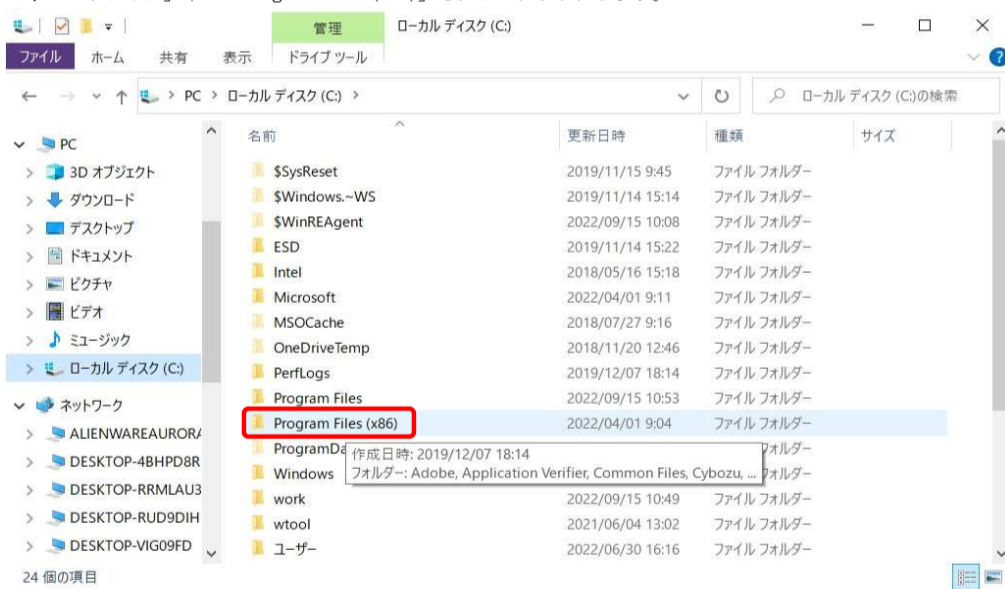 管理
ローカル ディスク (C:)
ファイル
ホーム
共有
表示
ドライブ ツール
PC > ローカル ディスク (C:) >
ローカル ディスク (C:)の検索
PC
3D オブジェクト
ダウンロード
デスクトップ
ドキュメント
ピクチャ
ビデオ
ミュージック
ローカル ディスク (C:)
ネットワーク
ALIENWAREAURORA
DESKTOP-4BHPD8R
DESKTOP-RRMLAU3
DESKTOP-RUD9DIH
DESKTOP-VIG09FD
名前 更新日時 種類 サイズ
$SysReset 2019/11/15 9:45 ファイル フォルダー
$Windows.~WS 2019/11/14 15:14 ファイル フォルダー
$WinREAgent 2022/09/15 10:08 ファイル フォルダー
ESD 2019/11/14 15:22 ファイル フォルダー
Intel 2018/05/16 15:18 ファイル フォルダー
Microsoft 2022/04/01 9:11 ファイル フォルダー
MSOCache 2018/07/27 9:16 ファイル フォルダー
OneDriveTemp 2018/11/20 12:46 ファイル フォルダー
PerfLogs 2019/12/07 18:14 ファイル フォルダー
Program Files 2022/09/15 10:53 ファイル フォルダー
Program Files (x86) 2022/04/01 9:04 ファイル フォルダー
ProgramDa フォルダー
作成日時: 2019/12/07 18:14
Windows フォルダー
フォルダー: Adobe, Application Verifier, Common Files, Cybozu, ...
work 2022/09/15 10:49 ファイル フォルダー
wtool 2021/06/04 13:02 ファイル フォルダー
ユーザー 2022/06/30 16:16 ファイル フォルダー
24 個の項目